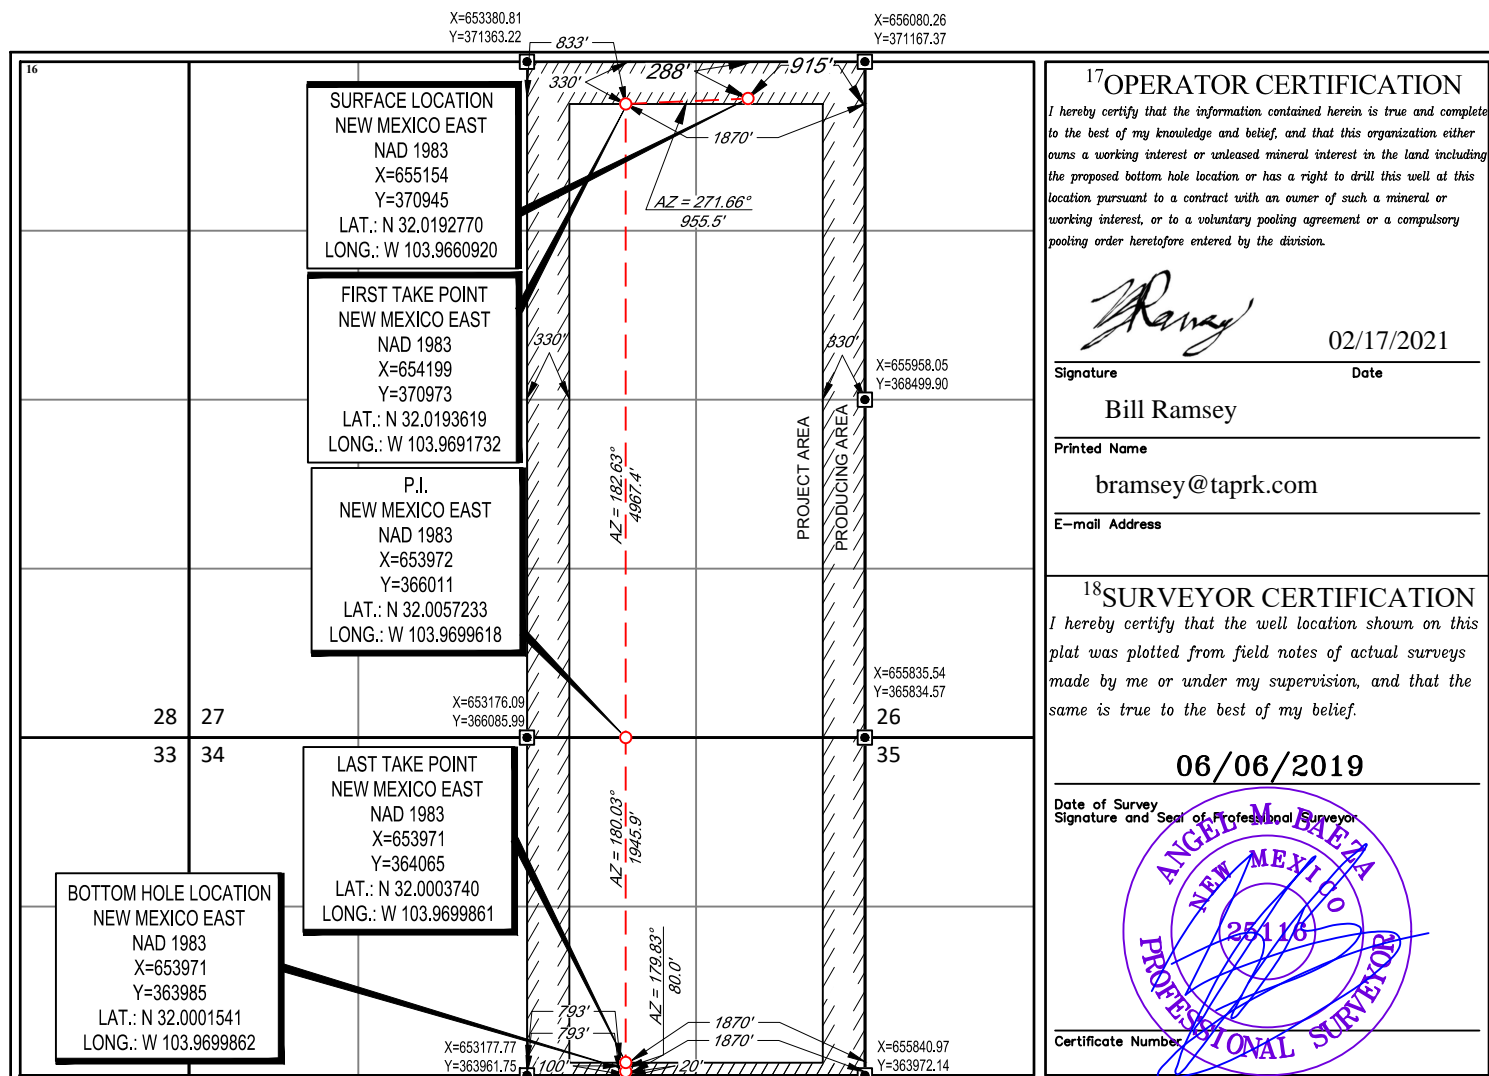 X=653380.81
Y=371363.22
X=656080.26
Y=371167.37
16
833'
330'
288'
915'
1870'
AZ = 271.66°
955.5'
SURFACE LOCATION
NEW MEXICO EAST
NAD 1983
X=655154
Y=370945
LAT.: N 32.0192770
LONG.: W 103.9660920
FIRST TAKE POINT
NEW MEXICO EAST
NAD 1983
X=654199
Y=370973
LAT.: N 32.0193619
LONG.: W 103.9691732
330'
330'
X=655958.05
Y=368499.90
P.I.
NEW MEXICO EAST
NAD 1983
X=653972
Y=366011
LAT.: N 32.0057233
LONG.: W 103.9699618
AZ = 182.63°
4967.4'
PROJECT AREA
PRODUCING AREA
X=653176.09
Y=366085.99
X=655835.54
Y=365834.57
28 27
26
33 34
35
LAST TAKE POINT
NEW MEXICO EAST
NAD 1983
X=653971
Y=364065
LAT.: N 32.0003740
LONG.: W 103.9699861
AZ = 180.03°
1945.9'
BOTTOM HOLE LOCATION
NEW MEXICO EAST
NAD 1983
X=653971
Y=363985
LAT.: N 32.0001541
LONG.: W 103.9699862
AZ = 179.83°
80.0'
793'
793'
1870'
1870'
100'
20'
X=653177.77
Y=363961.75
X=655840.97
Y=363972.14
17OPERATOR CERTIFICATION
I hereby certify that the information contained herein is true and complete
to the best of my knowledge and belief, and that this organization either
owns a working interest or unleased mineral interest in the land including
the proposed bottom hole location or has a right to drill this well at this
location pursuant to a contract with an owner of such a mineral or
working interest, or to a voluntary pooling agreement or a compulsory
pooling order heretofore entered by the division.
02/17/2021
Signature Date
Bill Ramsey
Printed Name
bramsey@taprk.com
E-mail Address
18SURVEYOR CERTIFICATION
I hereby certify that the well location shown on this
plat was plotted from field notes of actual surveys
made by me or under my supervision, and that the
same is true to the best of my belief.
06/06/2019
Date of Survey
Signature and Seal of Professional Surveyor
ANGEL M. BAEZA
NEW MEXICO
25116
PROFESSIONAL SURVEYOR
Certificate Number